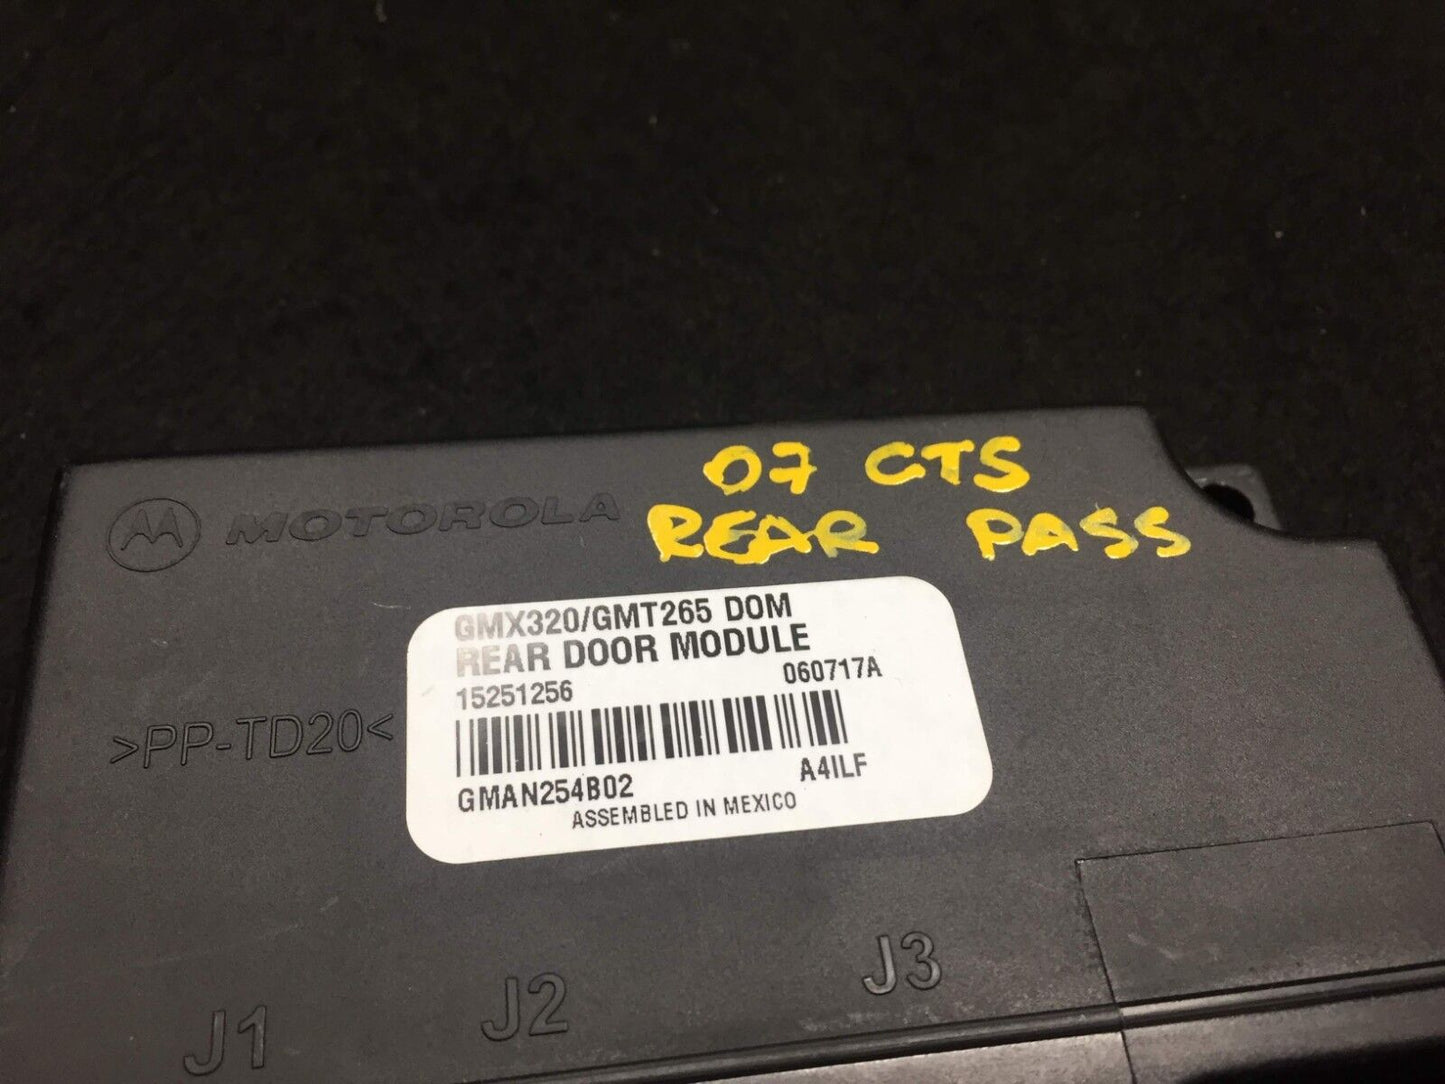 07 CTS
MOTOROLA
REAR PASS
GMX320/GMT265 DOM
REAR DOOR MODULE
15251256 060717A
>PP-TD20<
GMAN254B02 A4ILF
ASSEMBLED IN MEXICO
J1 J2 J3